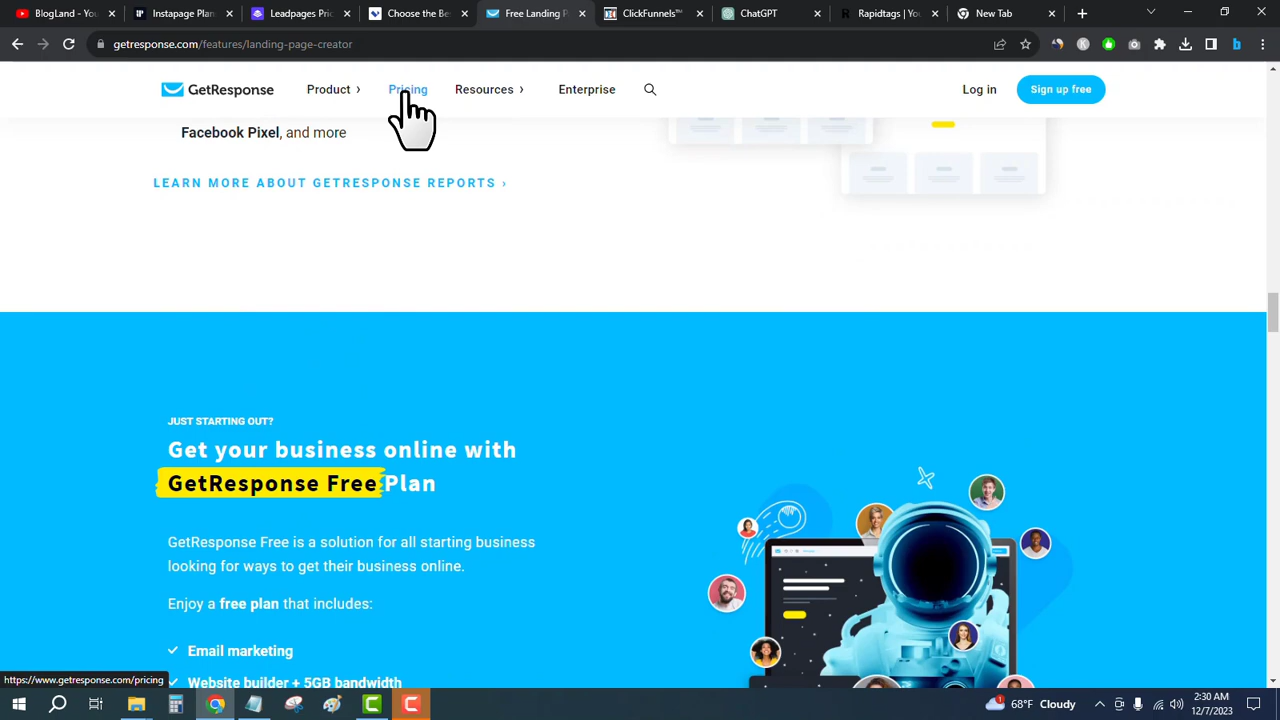 BlogLand - You
Instapage Plan
Leadpages Pric
Choose the Bes
Free Landing P
ClickFunnels™
ChatGPT
Rapidtags | You
New Tab
getresponse.com/features/landing-page-creator
GetResponse
Product ›
Pricing
Resources ›
Enterprise
Log in
Sign up free
Facebook Pixel, and more
LEARN MORE ABOUT GETRESPONSE REPORTS ›
JUST STARTING OUT?
Get your business online with
GetResponse Free Plan
GetResponse Free is a solution for all starting business
looking for ways to get their business online.
Enjoy a free plan that includes:
Email marketing
Website builder + 5GB bandwidth
https://www.getresponse.com/pricing
68°F Cloudy
2:30 AM
12/7/2023